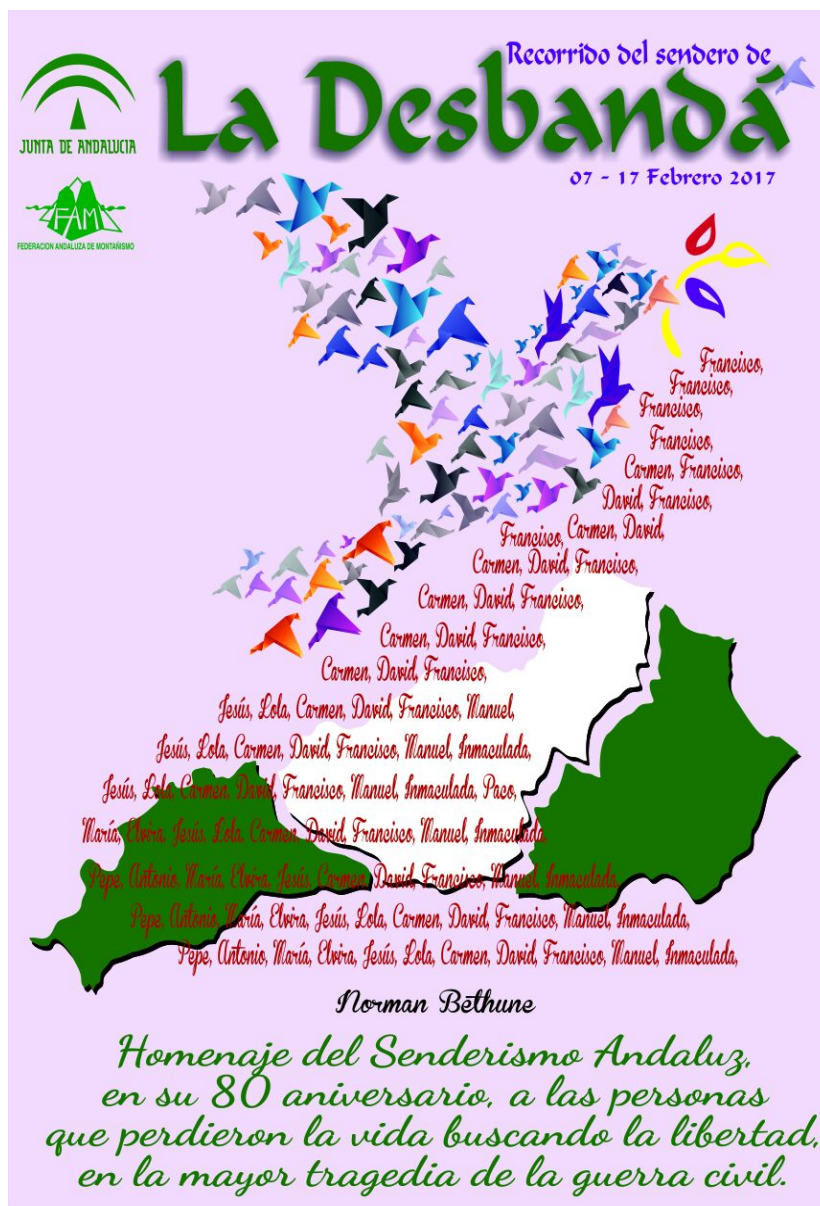 Recorrido del sendero de
La Desbandá
07 - 17 Febrero 2017
JUNTA DE ANDALUCIA
FAM
FEDERACION ANDALUZA DE MONTAÑISMO
Francisco,
Francisco,
Francisco,
Francisco,
Carmen, Francisco,
David, Francisco,
Francisco, Carmen, David,
Carmen, David, Francisco,
Carmen, David, Francisco,
Carmen, David, Francisco,
Carmen, David, Francisco,
Jesús, Lola, Carmen, David, Francisco, Manuel,
Jesús, Lola, Carmen, David, Francisco, Manuel, Inmaculada,
Jesús, Lola, Carmen, David, Francisco, Manuel, Inmaculada, Paco,
María, Elvira, Jesús, Lola, Carmen, David, Francisco, Manuel, Inmaculada,
Pepe, Antonio, María, Elvira, Jesús, Carmen, David, Francisco, Manuel, Inmaculada,
Pepe, Antonio, María, Elvira, Jesús, Lola, Carmen, David, Francisco, Manuel, Inmaculada,
Pepe, Antonio, María, Elvira, Jesús, Lola, Carmen, David, Francisco, Manuel, Inmaculada,
Norman Bethune
Homenaje del Senderismo Andaluz,
en su 80 aniversario, a las personas
que perdieron la vida buscando la libertad,
en la mayor tragedia de la guerra civil.